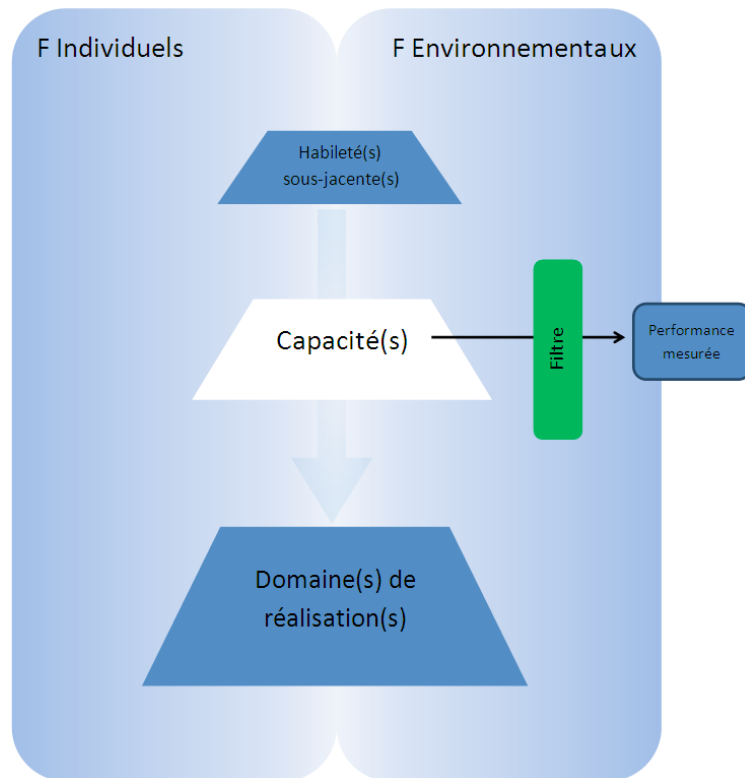 F Individuels
F Environnementaux
Habileté(s)
sous-jacente(s)
Capacité(s)
Filtre
Performance
mesurée
Domaine(s) de
réalisation(s)